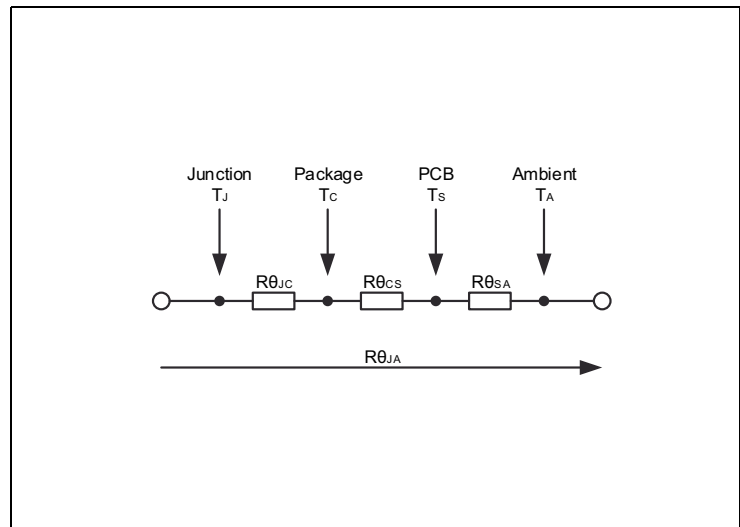 Junction Package PCB Ambient
TJ TC TS TA
RθJC RθCS RθSA
RθJA